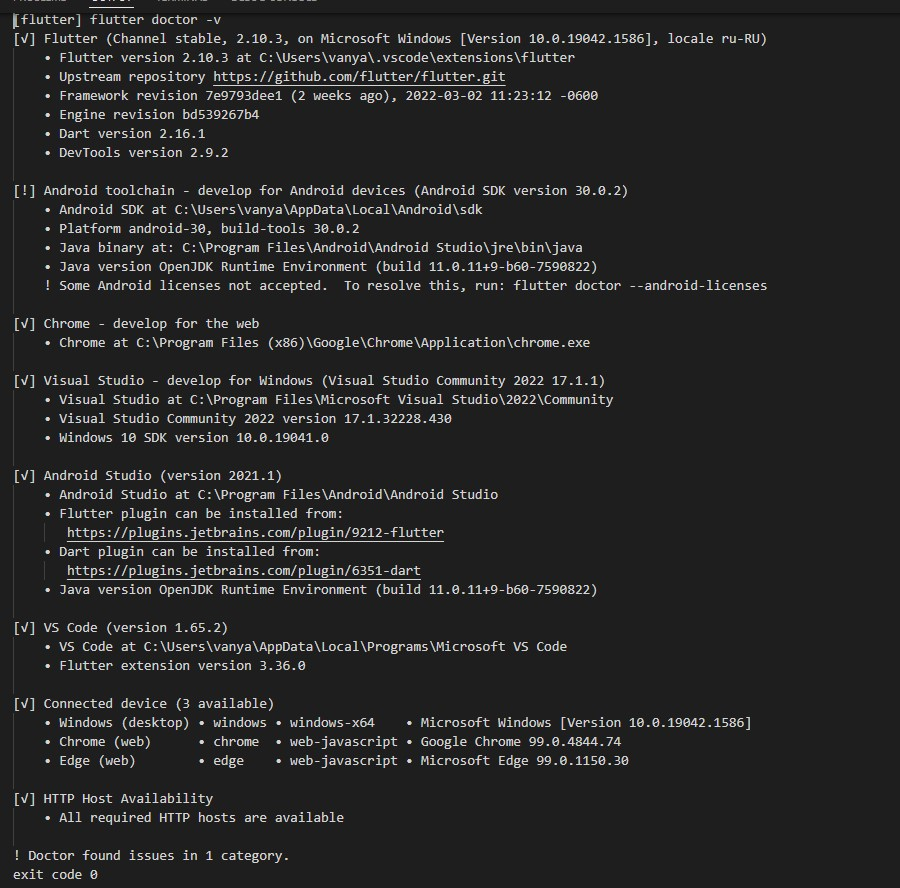 [flutter] flutter doctor -v
[√] Flutter (Channel stable, 2.10.3, on Microsoft Windows [Version 10.0.19042.1586], locale ru-RU)
• Flutter version 2.10.3 at C:\Users\vanya\.vscode\extensions\flutter
• Upstream repository https://github.com/flutter/flutter.git
• Framework revision 7e9793dee1 (2 weeks ago), 2022-03-02 11:23:12 -0600
• Engine revision bd539267b4
• Dart version 2.16.1
• DevTools version 2.9.2
[!] Android toolchain - develop for Android devices (Android SDK version 30.0.2)
• Android SDK at C:\Users\vanya\AppData\Local\Android\sdk
• Platform android-30, build-tools 30.0.2
• Java binary at: C:\Program Files\Android\Android Studio\jre\bin\java
• Java version OpenJDK Runtime Environment (build 11.0.11+9-b60-7590822)
! Some Android licenses not accepted.  To resolve this, run: flutter doctor --android-licenses
[√] Chrome - develop for the web
• Chrome at C:\Program Files (x86)\Google\Chrome\Application\chrome.exe
[√] Visual Studio - develop for Windows (Visual Studio Community 2022 17.1.1)
• Visual Studio at C:\Program Files\Microsoft Visual Studio\2022\Community
• Visual Studio Community 2022 version 17.1.32228.430
• Windows 10 SDK version 10.0.19041.0
[√] Android Studio (version 2021.1)
• Android Studio at C:\Program Files\Android\Android Studio
• Flutter plugin can be installed from:
https://plugins.jetbrains.com/plugin/9212-flutter
• Dart plugin can be installed from:
https://plugins.jetbrains.com/plugin/6351-dart
• Java version OpenJDK Runtime Environment (build 11.0.11+9-b60-7590822)
[√] VS Code (version 1.65.2)
• VS Code at C:\Users\vanya\AppData\Local\Programs\Microsoft VS Code
• Flutter extension version 3.36.0
[√] Connected device (3 available)
• Windows (desktop) • windows • windows-x64    • Microsoft Windows [Version 10.0.19042.1586]
• Chrome (web)      • chrome  • web-javascript • Google Chrome 99.0.4844.74
• Edge (web)        • edge    • web-javascript • Microsoft Edge 99.0.1150.30
[√] HTTP Host Availability
• All required HTTP hosts are available
! Doctor found issues in 1 category.
exit code 0